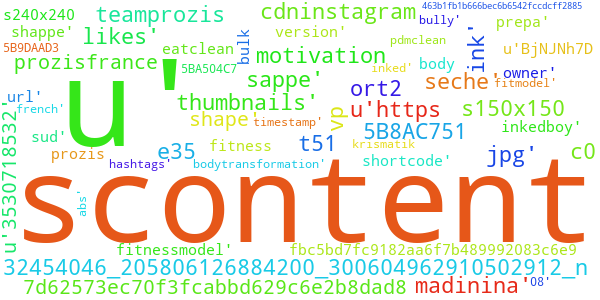 s240x240
teamprozis
cdninstagram
bully'
463b1fb1b666bec6b6542fccdcff2885
shappe'
likes'
version'
prepa'
5B9DAAD3
eatclean
bulk
pdmclean
ink'
u'BjNJNh7D
prozisfrance
u'
5BA504C7
motivation
inked'
body
owner'
sappe'
seche'
fitmodel'
url'
thumbnails'
ort2
french'
shape'
timestamp'
vp
u'https
s150x150
u'3530718532'
sud'
fitness
t51
5B8AC751
inkedboy'
krismatik
prozis
e35
hashtags'
bodytransformation'
shortcode'
jpg'
c0
abs'
scontent
fitnessmodel'
fbc5bd7fc9182aa6f7b489992083c6e9
32454046_205806126884200_300604962910502912_n
7d62573ec70f3fcabbd629c6e2b8dad8
madinina'
08'